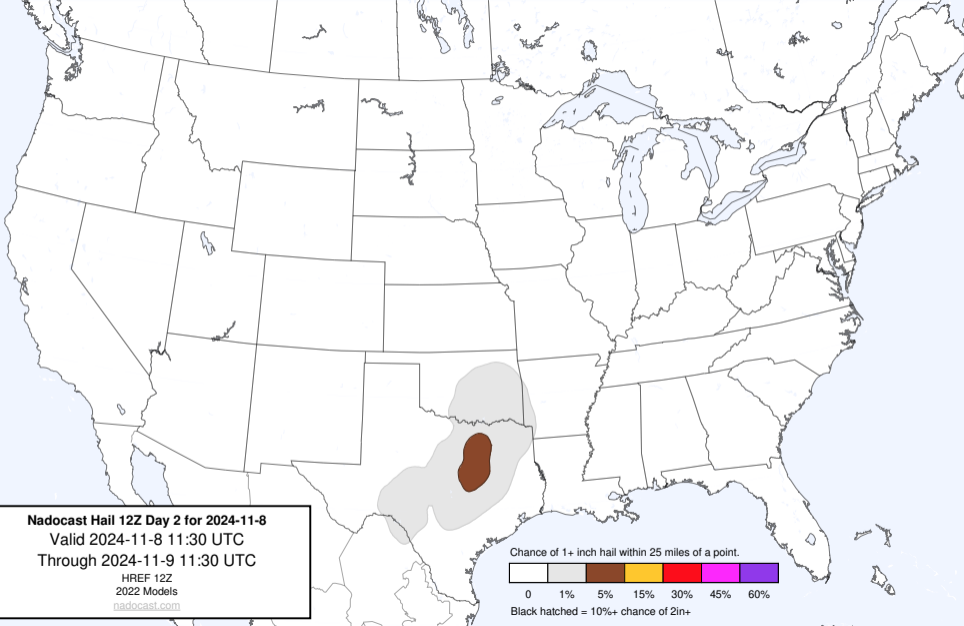 Nadocast Hail 12Z Day 2 for 2024-11-8
Valid 2024-11-8 11:30 UTC
Through 2024-11-9 11:30 UTC
HREF 12Z
2022 Models
nadocast.com
Chance of 1+ inch hail within 25 miles of a point.
0 1% 5% 15% 30% 45% 60%
Black hatched = 10%+ chance of 2in+